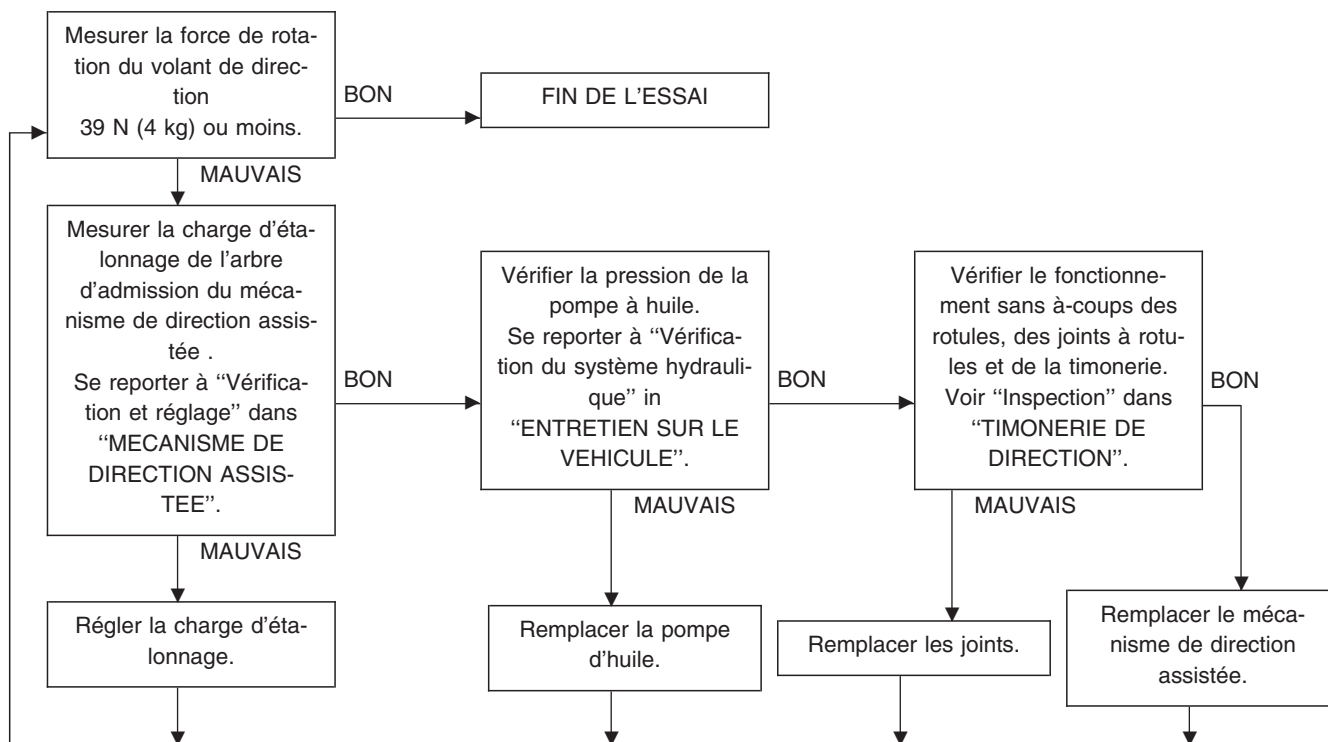 Mesurer la force de rota-
tion du volant de direc-
tion
39 N (4 kg) ou moins.
BON
FIN DE L'ESSAI
MAUVAIS
Mesurer la charge d'éta-
lonnage de l'arbre
d'admission du méca-
nisme de direction assis-
tée .
Se reporter à “Vérifica-
tion et réglage” dans
“MECANISME DE
DIRECTION ASSIS-
TEE”.
BON
Vérifier la pression de la
pompe à huile.
Se reporter à “Vérifica-
tion du système hydrauli-
que” in
“ENTRETIEN SUR LE
VEHICULE”.
BON
Vérifier le fonctionne-
ment sans à-coups des
rotules, des joints à rotu-
les et de la timonerie.
Voir “Inspection” dans
“TIMONERIE DE
DIRECTION”.
BON
MAUVAIS
MAUVAIS
MAUVAIS
Régler la charge d'éta-
lonnage.
Remplacer la pompe
d'huile.
Remplacer les joints.
Remplacer le méca-
nisme de direction
assistée.